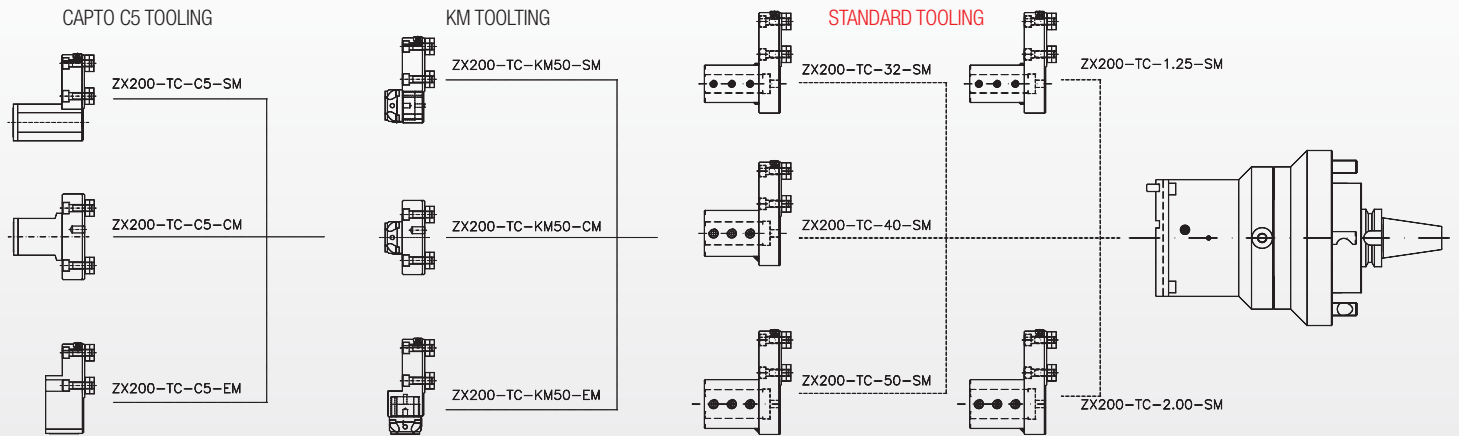 CAPTO C5 TOOLING
ZX200-TC-C5-SM
ZX200-TC-C5-CM
ZX200-TC-C5-EM
KM TOOLTING
ZX200-TC-KM50-SM
ZX200-TC-KM50-CM
ZX200-TC-KM50-EM
STANDARD TOOLING
ZX200-TC-32-SM
ZX200-TC-40-SM
ZX200-TC-50-SM
ZX200-TC-1.25-SM
ZX200-TC-2.00-SM